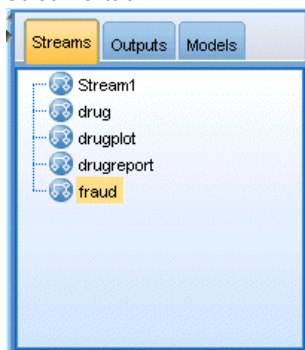 Streams Outputs Models
Stream1
drug
drugplot
drugreport
fraud